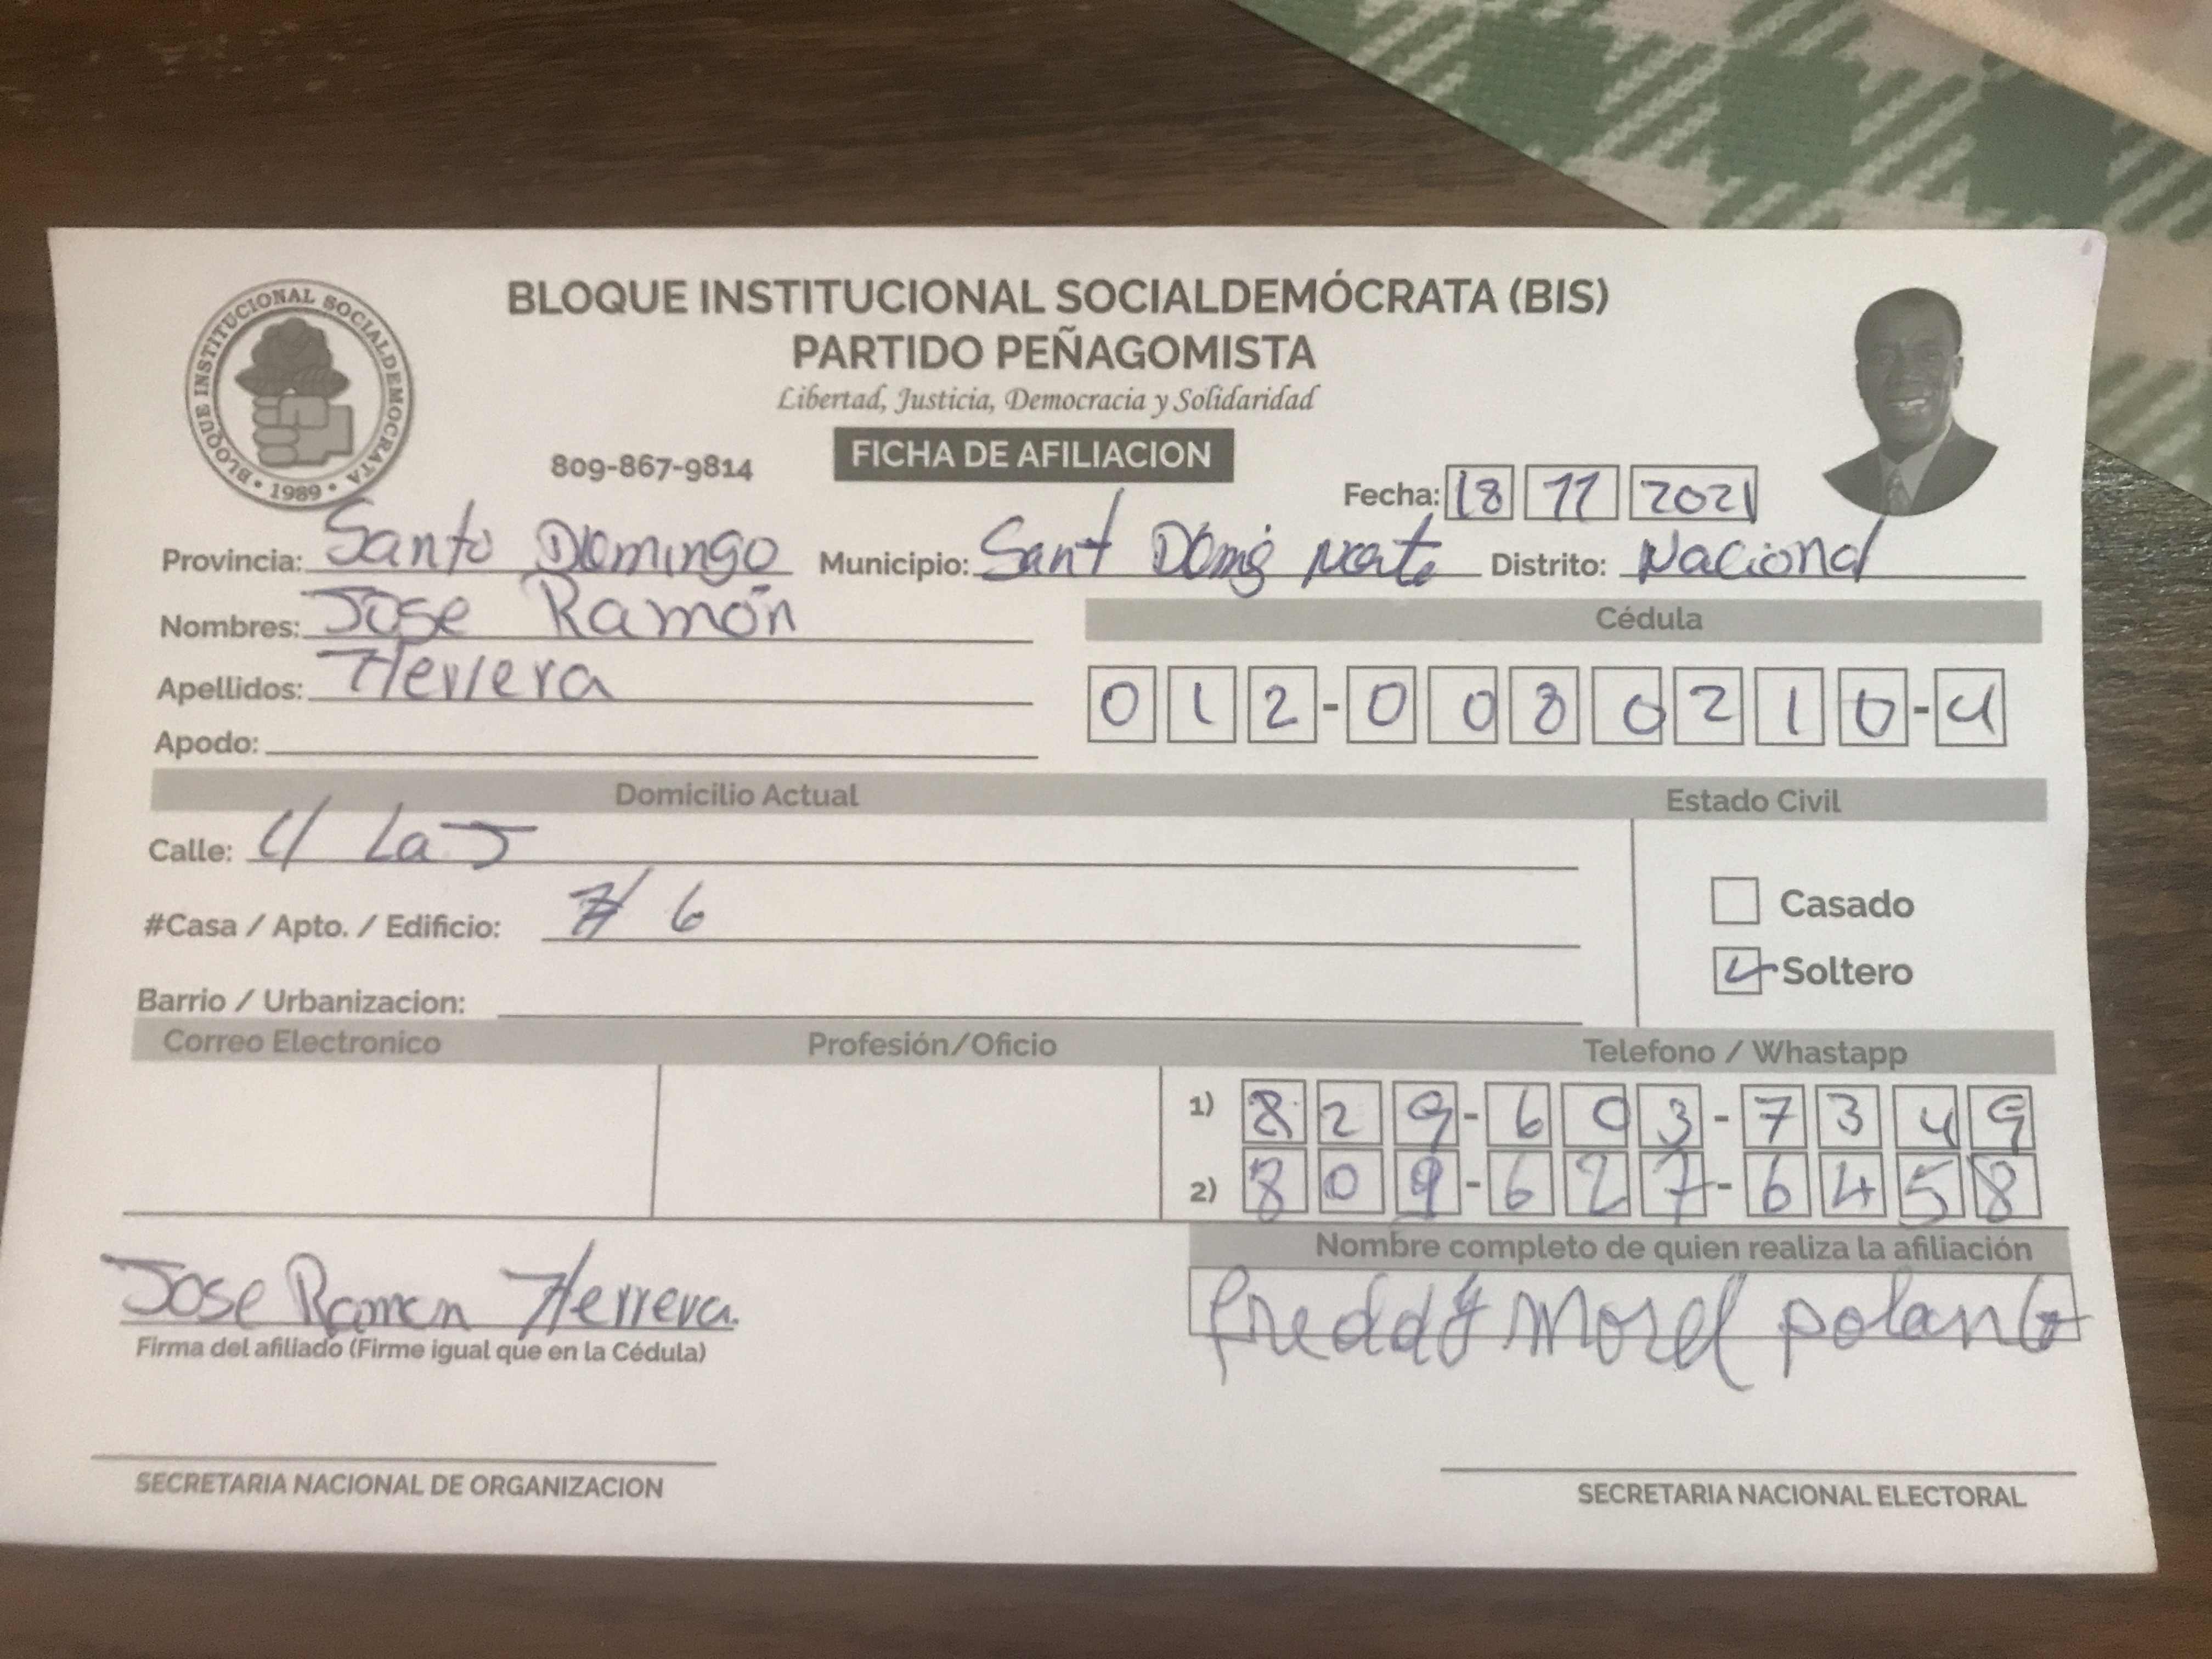 BLOQUE INSTITUCIONAL SOCIALDEMÓCRATA (BIS)
PARTIDO PEÑAGOMISTA
Libertad, Justicia, Democracia y Solidaridad
BLOQUE INSTITUCIONAL SOCIALDEMOCRATA • 1989 •
809-867-9814 FICHA DE AFILIACION
Fecha: 18 11 2021
Provincia: Santo Domingo Municipio: Sant Domg Norte Distrito: Nacional
Nombres: Jose Ramón
Cédula
Apellidos: Herrera
012-0080210-4
Apodo:
Domicilio Actual Estado Civil
Calle: C/ La J
Casado
#Casa / Apto. / Edificio: # 6
Soltero
Barrio / Urbanizacion:
Correo Electronico Profesión/Oficio Telefono / Whastapp
1) 829-603-7349
2) 809-627-6458
Nombre completo de quien realiza la afiliación
Jose Ramon Herrera. freddy Morel polanco
Firma del afiliado (Firme igual que en la Cédula)
SECRETARIA NACIONAL DE ORGANIZACION SECRETARIA NACIONAL ELECTORAL